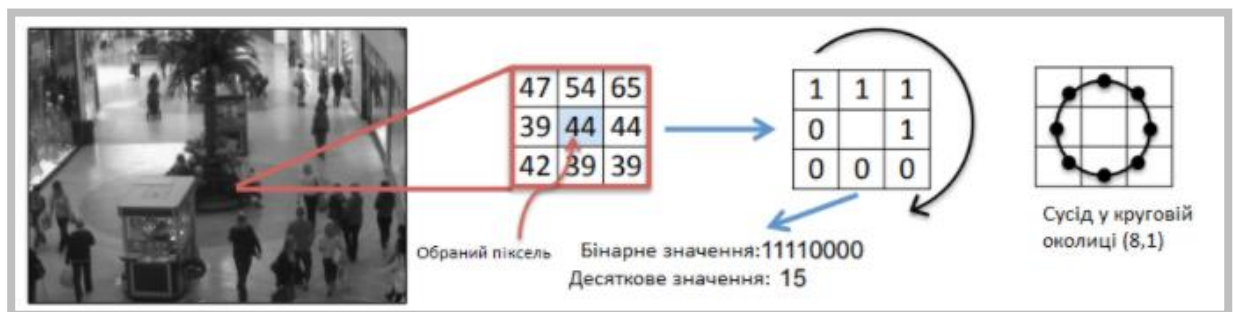 47 54 65
39 44 44
42 39 39
1 1 1
0 1
0 0 0
Обраний піксель
Бінарне значення:11110000
Десяткове значення: 15
Сусід у круговій
околиці (8,1)